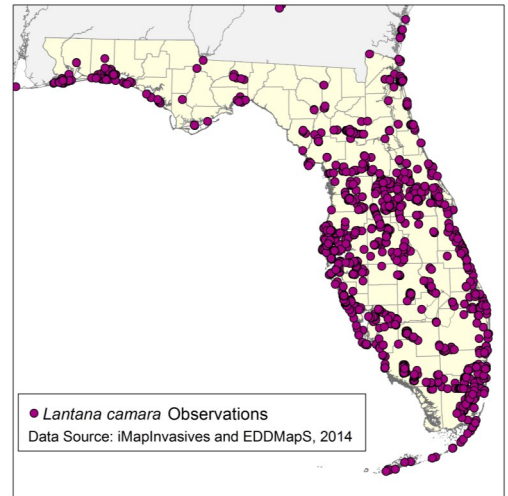 Lantana camara Observations
Data Source: iMapInvasives and EDDMapS, 2014